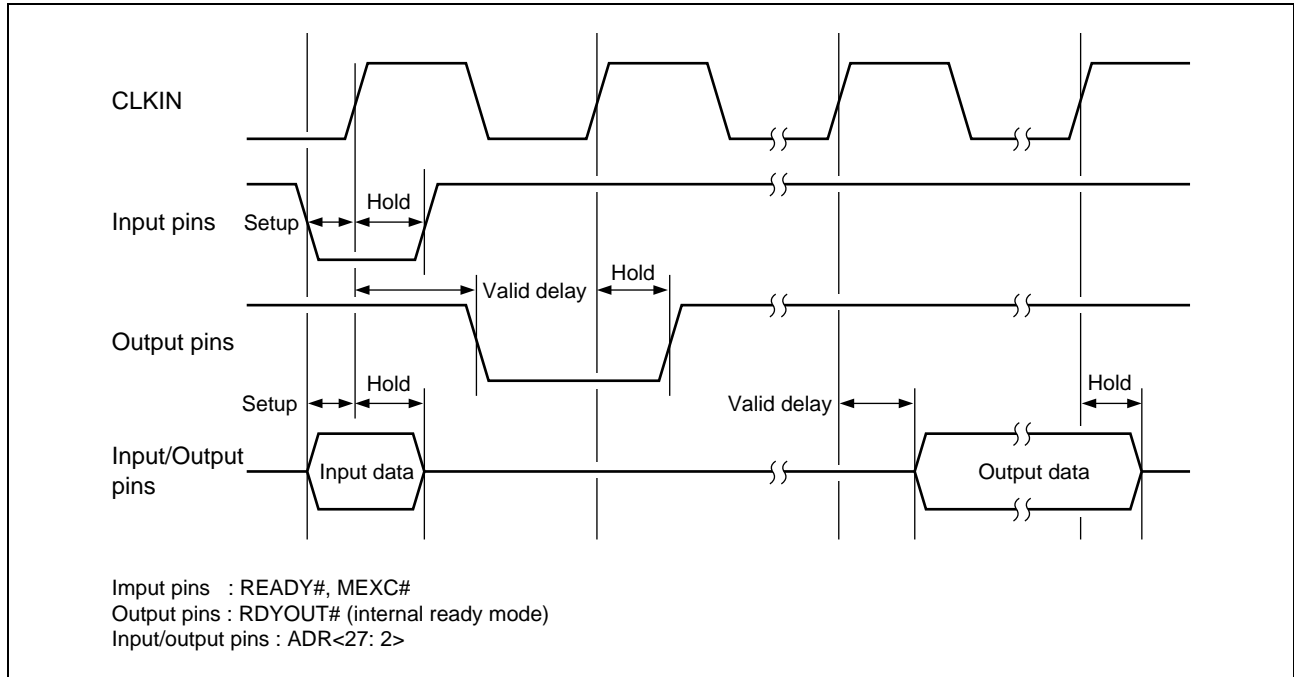 CLKIN
Input pins
Setup
Hold
Valid delay
Hold
Output pins
Setup
Hold
Valid delay
Hold
Input/Output
pins
Input data
Output data
Imput pins : READY#, MEXC#
Output pins : RDYOUT# (internal ready mode)
Input/output pins : ADR<27: 2>